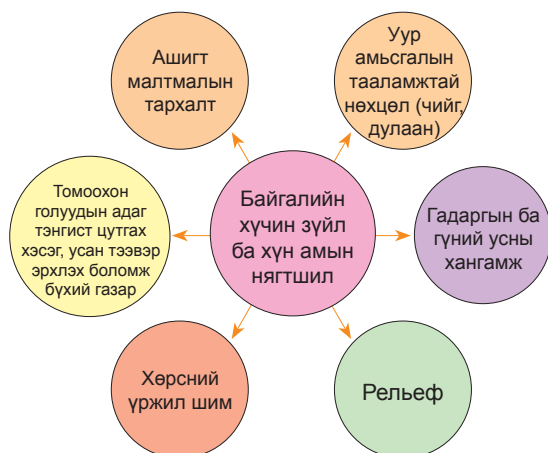 Ашигт
малтмалын
тархалт
Уур
амьсгалын
тааламжтай
нөхцөл (чийг,
дулаан)
Томоохон
голуудын адаг
тэнгист цутгах
хэсэг, усан тээвэр
эрхлэх боломж
бүхий газар
Байгалийн
хүчин зүйл
ба хүн амын
нягтшил
Гадаргын ба
гүний усны
хангамж
Хөрсний
үржил шим
Рельеф